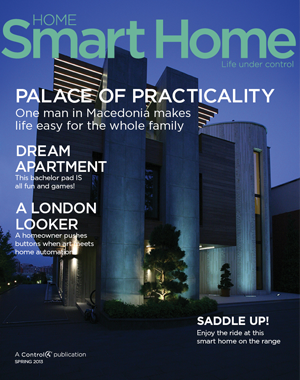 HOME
Smart Home
Life under control
PALACE OF PRACTICALITY
One man in Macedonia makes
life easy for the whole family
DREAM
APARTMENT
This bachelor pad IS
all fun and games!
A LONDON
LOOKER
A homeowner pushes
buttons when art meets
home automation
SADDLE UP!
Enjoy the ride at this
smart home on the range
A Control4 publication
SPRING 2013